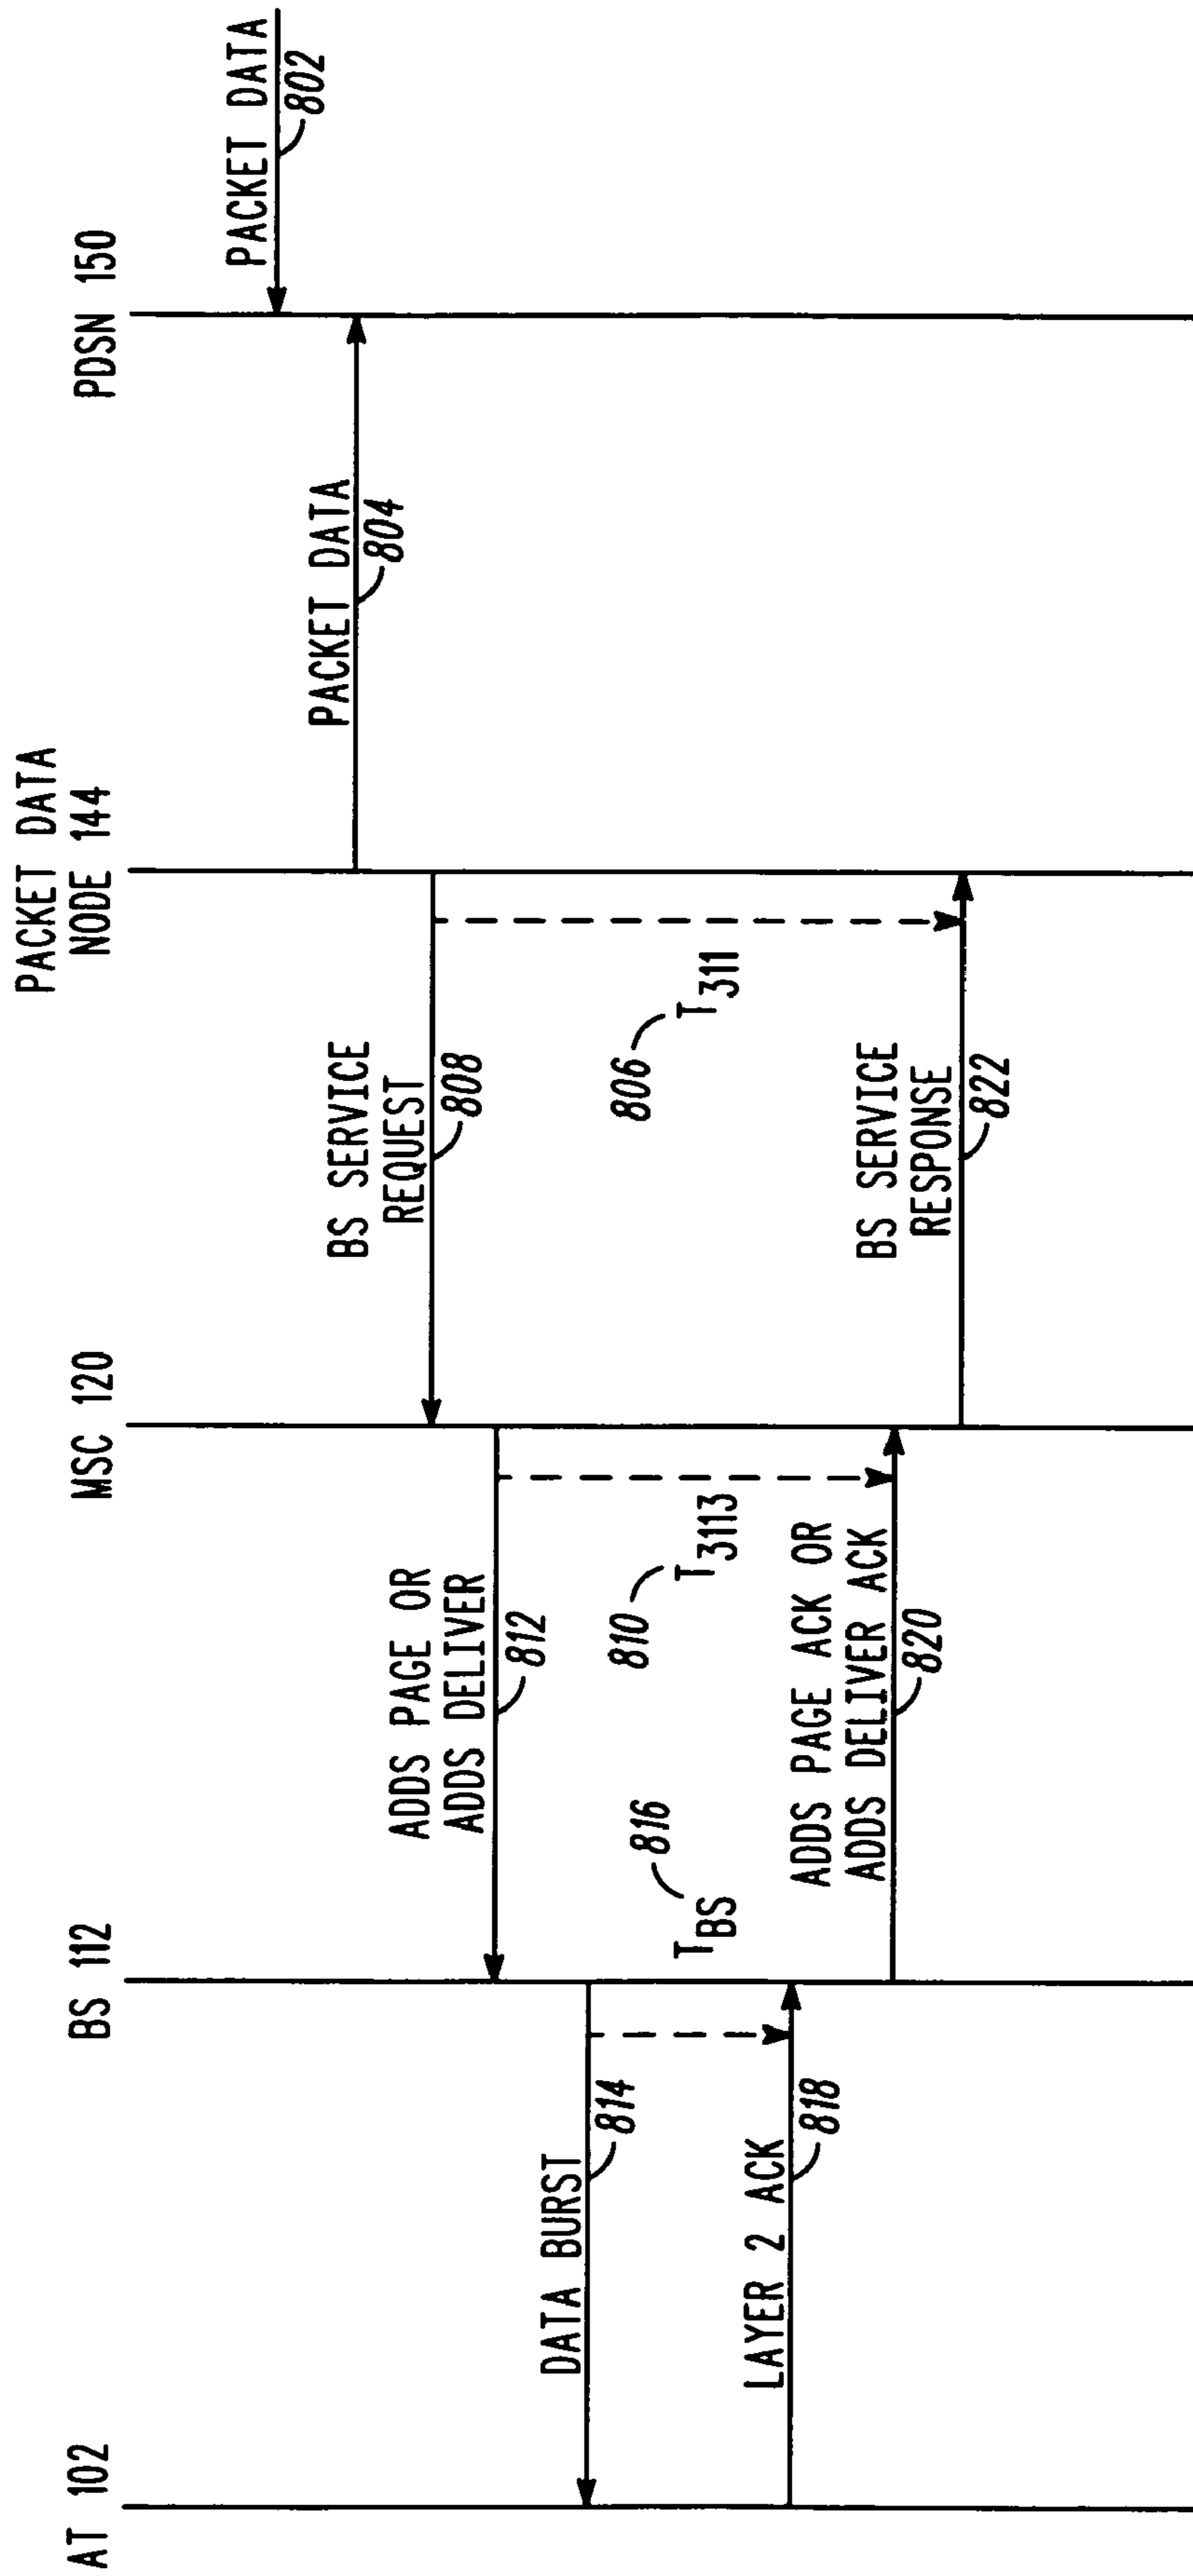 AT 102
BS 112
MSC 120
PACKET DATA
NODE 144
PDSN 150
PACKET DATA
802
PACKET DATA
804
BS SERVICE
REQUEST
808
ADDS PAGE OR
ADDS DELIVER
812
DATA BURST
814
T311
806
T3113
810
TBS
816
LAYER 2 ACK
818
ADDS PAGE ACK OR
ADDS DELIVER ACK
820
BS SERVICE
RESPONSE
822